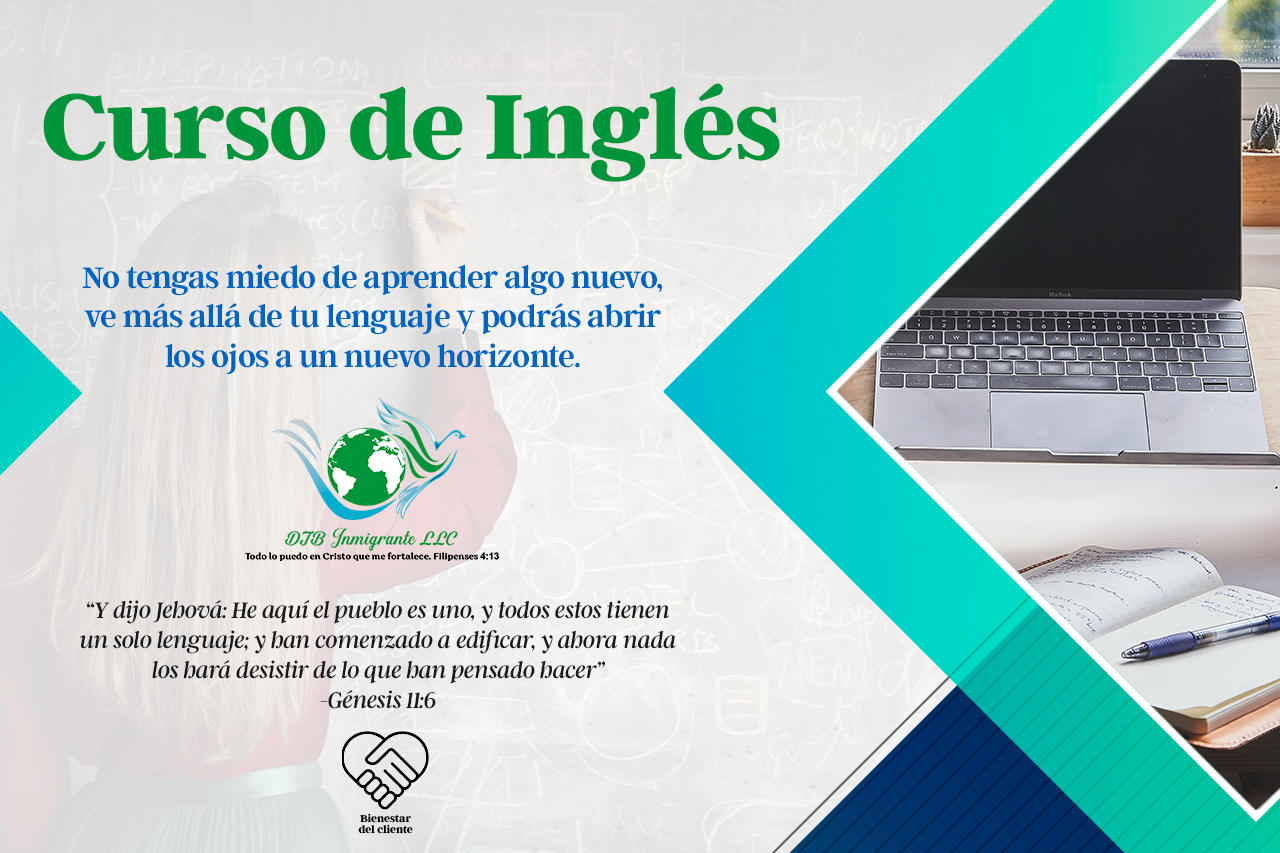 Curso de Inglés
No tengas miedo de aprender algo nuevo,
ve más allá de tu lenguaje y podrás abrir
los ojos a un nuevo horizonte.
DJB Inmigrante LLC
Todo lo puedo en Cristo que me fortalece. Filipenses 4:13
“Y dijo Jehová: He aquí el pueblo es uno, y todos estos tienen
un solo lenguaje; y han comenzado a edificar, y ahora nada
los hará desistir de lo que han pensado hacer”
-Génesis 11:6
Bienestar
del cliente
MacBook